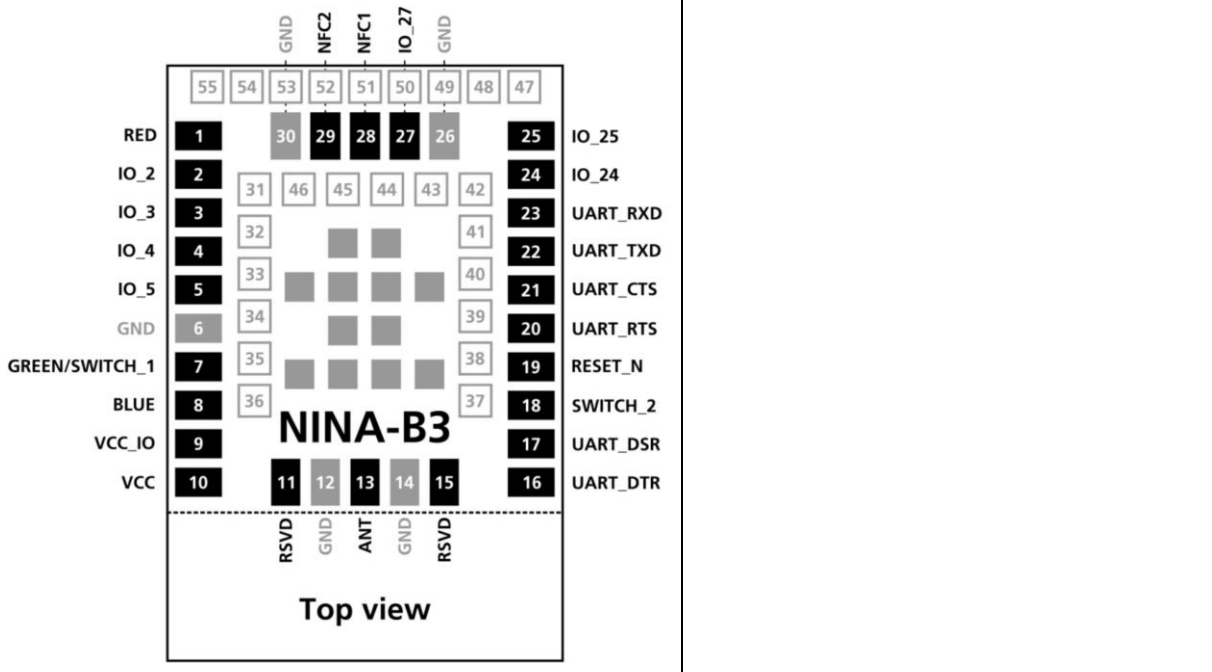 GND NFC2 NFC1 IO_27 GND
55 54 53 52 51 50 49 48 47
RED 1 30 29 28 27 26 25 IO_25
IO_2 2 24 IO_24
31 46 45 44 43 42
IO_3 3 23 UART_RXD
32 41
IO_4 4 22 UART_TXD
33 40
IO_5 5 21 UART_CTS
34 39
GND 6 20 UART_RTS
35 38
GREEN/SWITCH_1 7 19 RESET_N
36 37
BLUE 8 18 SWITCH_2
NINA-B3
VCC_IO 9 17 UART_DSR
VCC 10 11 12 13 14 15 16 UART_DTR
RSVD GND ANT GND RSVD
Top view